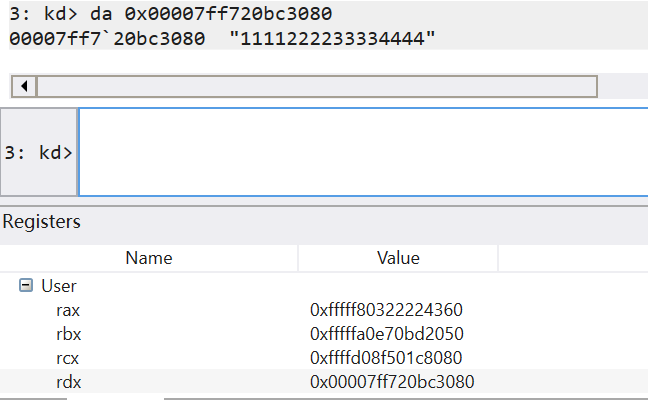 3: kd> da 0x00007ff720bc3080
00007ff7`20bc3080  "1111222233334444"
3: kd>
Registers
Name Value
User
rax 0xfffff80322224360
rbx 0xfffffa0e70bd2050
rcx 0xffffd08f501c8080
rdx 0x00007ff720bc3080